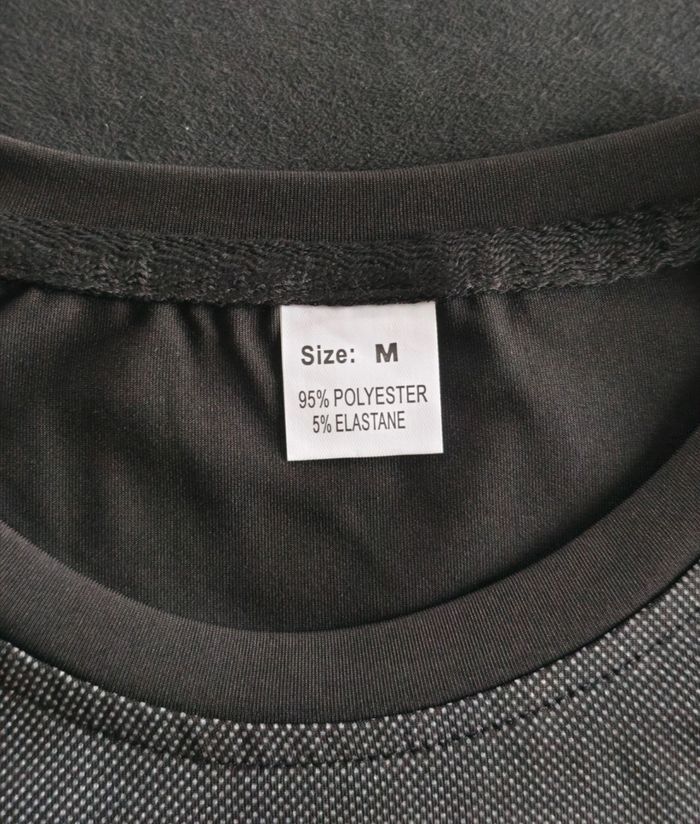 Size: M
95% POLYESTER
5% ELASTANE